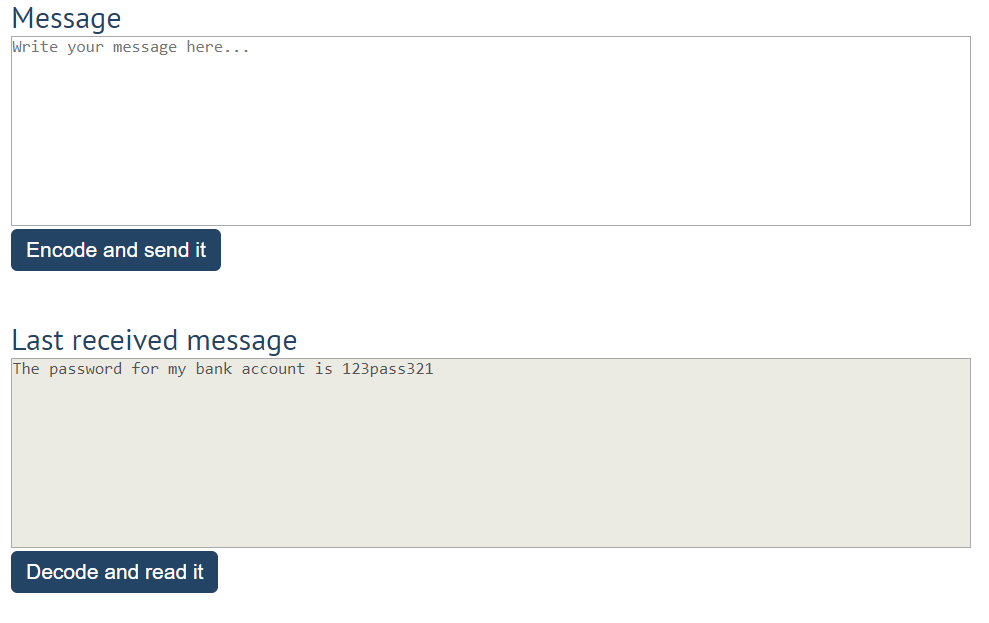 Message
Write your message here...
Encode and send it
Last received message
The password for my bank account is 123pass321
Decode and read it